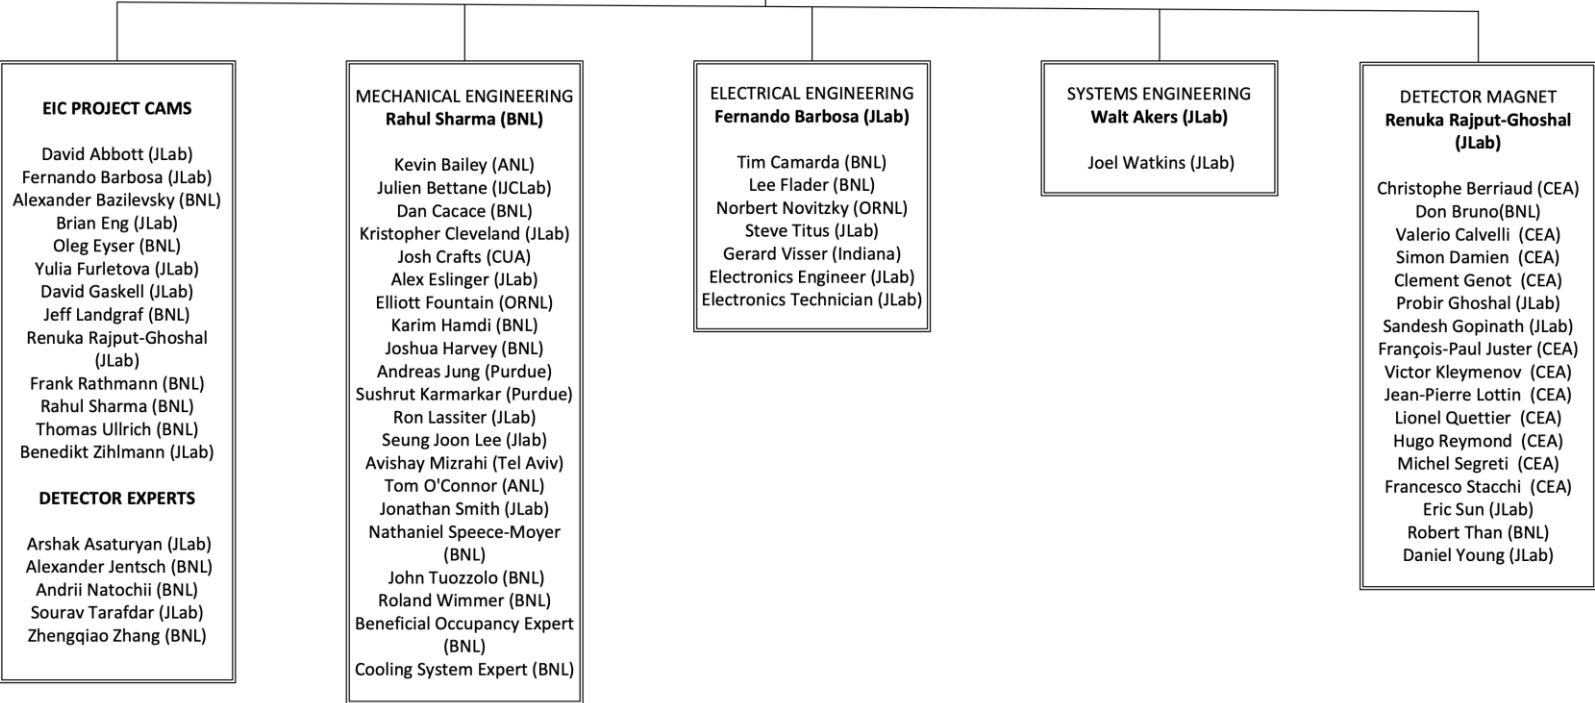 EIC PROJECT CAMS
David Abbott (JLab)
Fernando Barbosa (JLab)
Alexander Bazilevsky (BNL)
Brian Eng (JLab)
Oleg Eyser (BNL)
Yulia Furletova (JLab)
David Gaskell (JLab)
Jeff Landgraf (BNL)
Renuka Rajput-Ghoshal
(JLab)
Frank Rathmann (BNL)
Rahul Sharma (BNL)
Thomas Ullrich (BNL)
Benedikt Zihlmann (JLab)
DETECTOR EXPERTS
Arshak Asaturyan (JLab)
Alexander Jentsch (BNL)
Andrii Natochii (BNL)
Sourav Tarafdar (JLab)
Zhengqiao Zhang (BNL)
MECHANICAL ENGINEERING
Rahul Sharma (BNL)
Kevin Bailey (ANL)
Julien Bettane (IJCLab)
Dan Cacace (BNL)
Kristopher Cleveland (JLab)
Josh Crafts (CUA)
Alex Eslinger (JLab)
Elliott Fountain (ORNL)
Karim Hamdi (BNL)
Joshua Harvey (BNL)
Andreas Jung (Purdue)
Sushrut Karmarkar (Purdue)
Ron Lassiter (JLab)
Seung Joon Lee (Jlab)
Avishay Mizrahi (Tel Aviv)
Tom O'Connor (ANL)
Jonathan Smith (JLab)
Nathaniel Speece-Moyer
(BNL)
John Tuozzolo (BNL)
Roland Wimmer (BNL)
Beneficial Occupancy Expert
(BNL)
Cooling System Expert (BNL)
ELECTRICAL ENGINEERING
Fernando Barbosa (JLab)
Tim Camarda (BNL)
Lee Flader (BNL)
Norbert Novitzky (ORNL)
Steve Titus (JLab)
Gerard Visser (Indiana)
Electronics Engineer (JLab)
Electronics Technician (JLab)
SYSTEMS ENGINEERING
Walt Akers (JLab)
Joel Watkins (JLab)
DETECTOR MAGNET
Renuka Rajput-Ghoshal
(JLab)
Christophe Berriaud (CEA)
Don Bruno(BNL)
Valerio Calvelli (CEA)
Simon Damien (CEA)
Clement Genot (CEA)
Probir Ghoshal (JLab)
Sandesh Gopinath (JLab)
François-Paul Juster (CEA)
Victor Kleymenov (CEA)
Jean-Pierre Lottin (CEA)
Lionel Quettier (CEA)
Hugo Reymond (CEA)
Michel Segreti (CEA)
Francesco Stacchi (CEA)
Eric Sun (JLab)
Robert Than (BNL)
Daniel Young (JLab)